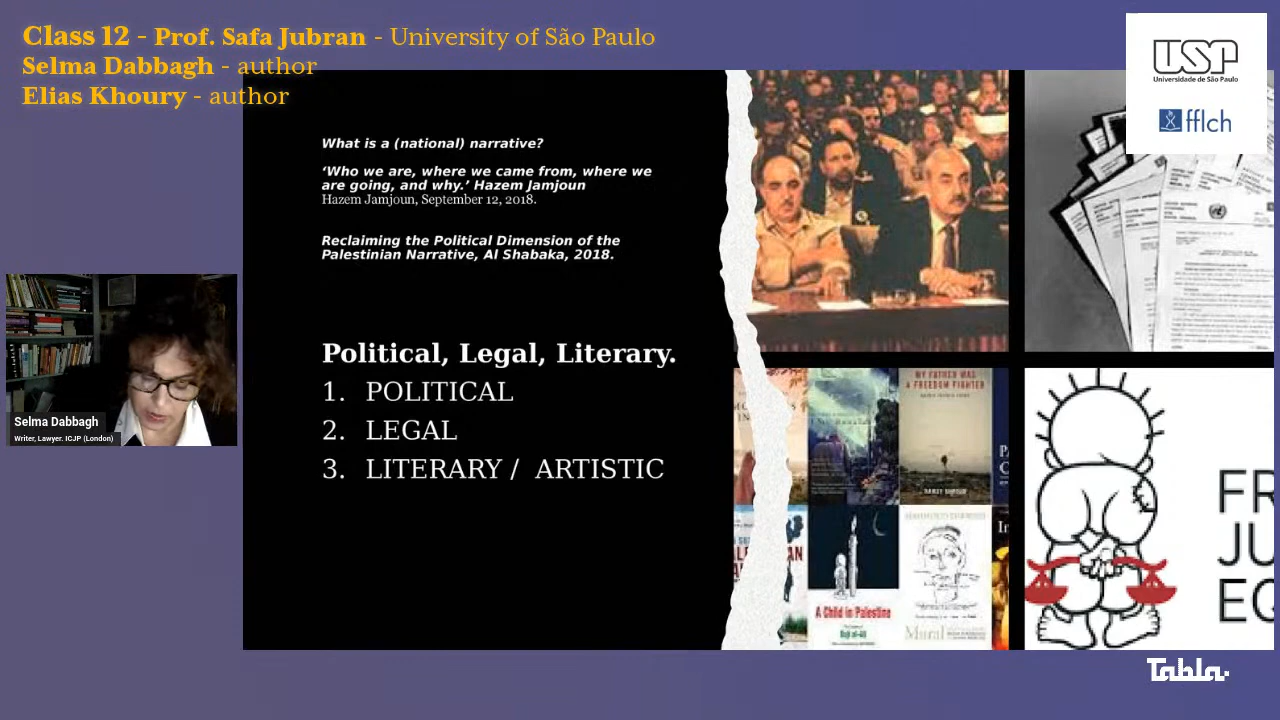 Class 12 - Prof. Safa Jubran - University of São Paulo
Selma Dabbagh - author
Elias Khoury - author
USP
Universidade de São Paulo
fflch
What is a (national) narrative?
‘Who we are, where we came from, where we
are going, and why.’ Hazem Jamjoun
Hazem Jamjoun, September 12, 2018.
Reclaiming the Political Dimension of the
Palestinian Narrative, Al Shabaka, 2018.
Political, Legal, Literary.
1. POLITICAL
2. LEGAL
3. LITERARY / ARTISTIC
MY FATHER WAS
A FREEDOM FIGHTER
A Child in Palestine
Mural
FR
JU
EQ
Selma Dabbagh
Writer, Lawyer. ICJP (London)
Tabla.